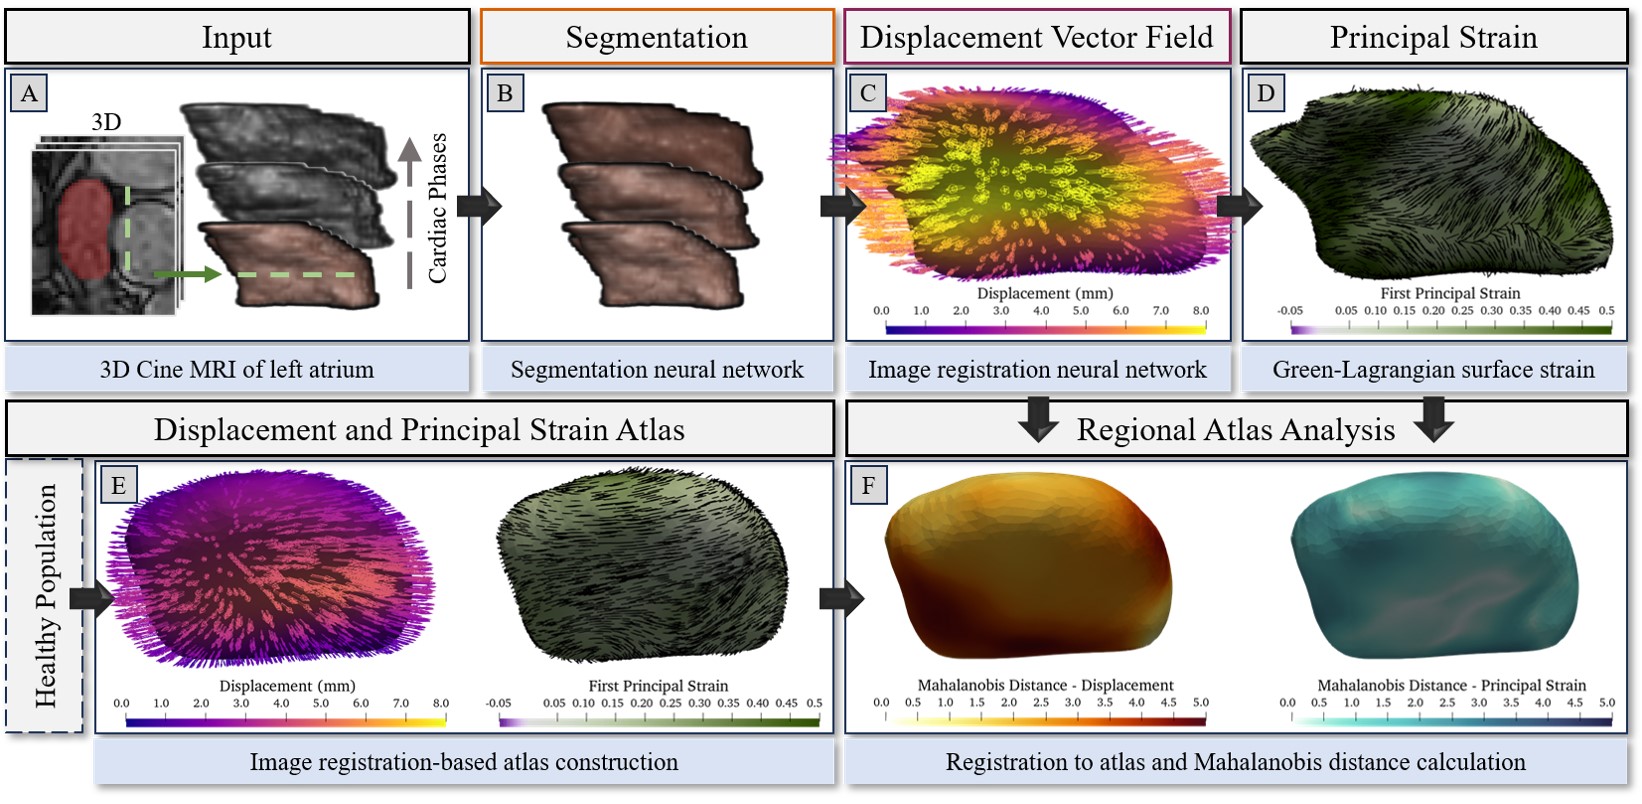 Input
Segmentation
Displacement Vector Field
Principal Strain
A
3D
Cardiac Phases
B
C
Displacement (mm)
0.0 1.0 2.0 3.0 4.0 5.0 6.0 7.0 8.0
D
First Principal Strain
-0.05 0.05 0.10 0.15 0.20 0.25 0.30 0.35 0.40 0.45 0.5
3D Cine MRI of left atrium
Segmentation neural network
Image registration neural network
Green-Lagrangian surface strain
Displacement and Principal Strain Atlas
Regional Atlas Analysis
Healthy Population
E
Displacement (mm)
0.0 1.0 2.0 3.0 4.0 5.0 6.0 7.0 8.0
First Principal Strain
-0.05 0.05 0.10 0.15 0.20 0.25 0.30 0.35 0.40 0.45 0.5
F
Mahalanobis Distance - Displacement
0.0 0.5 1.0 1.5 2.0 2.5 3.0 3.5 4.0 4.5 5.0
Mahalanobis Distance - Principal Strain
0.0 0.5 1.0 1.5 2.0 2.5 3.0 3.5 4.0 4.5 5.0
Image registration-based atlas construction
Registration to atlas and Mahalanobis distance calculation